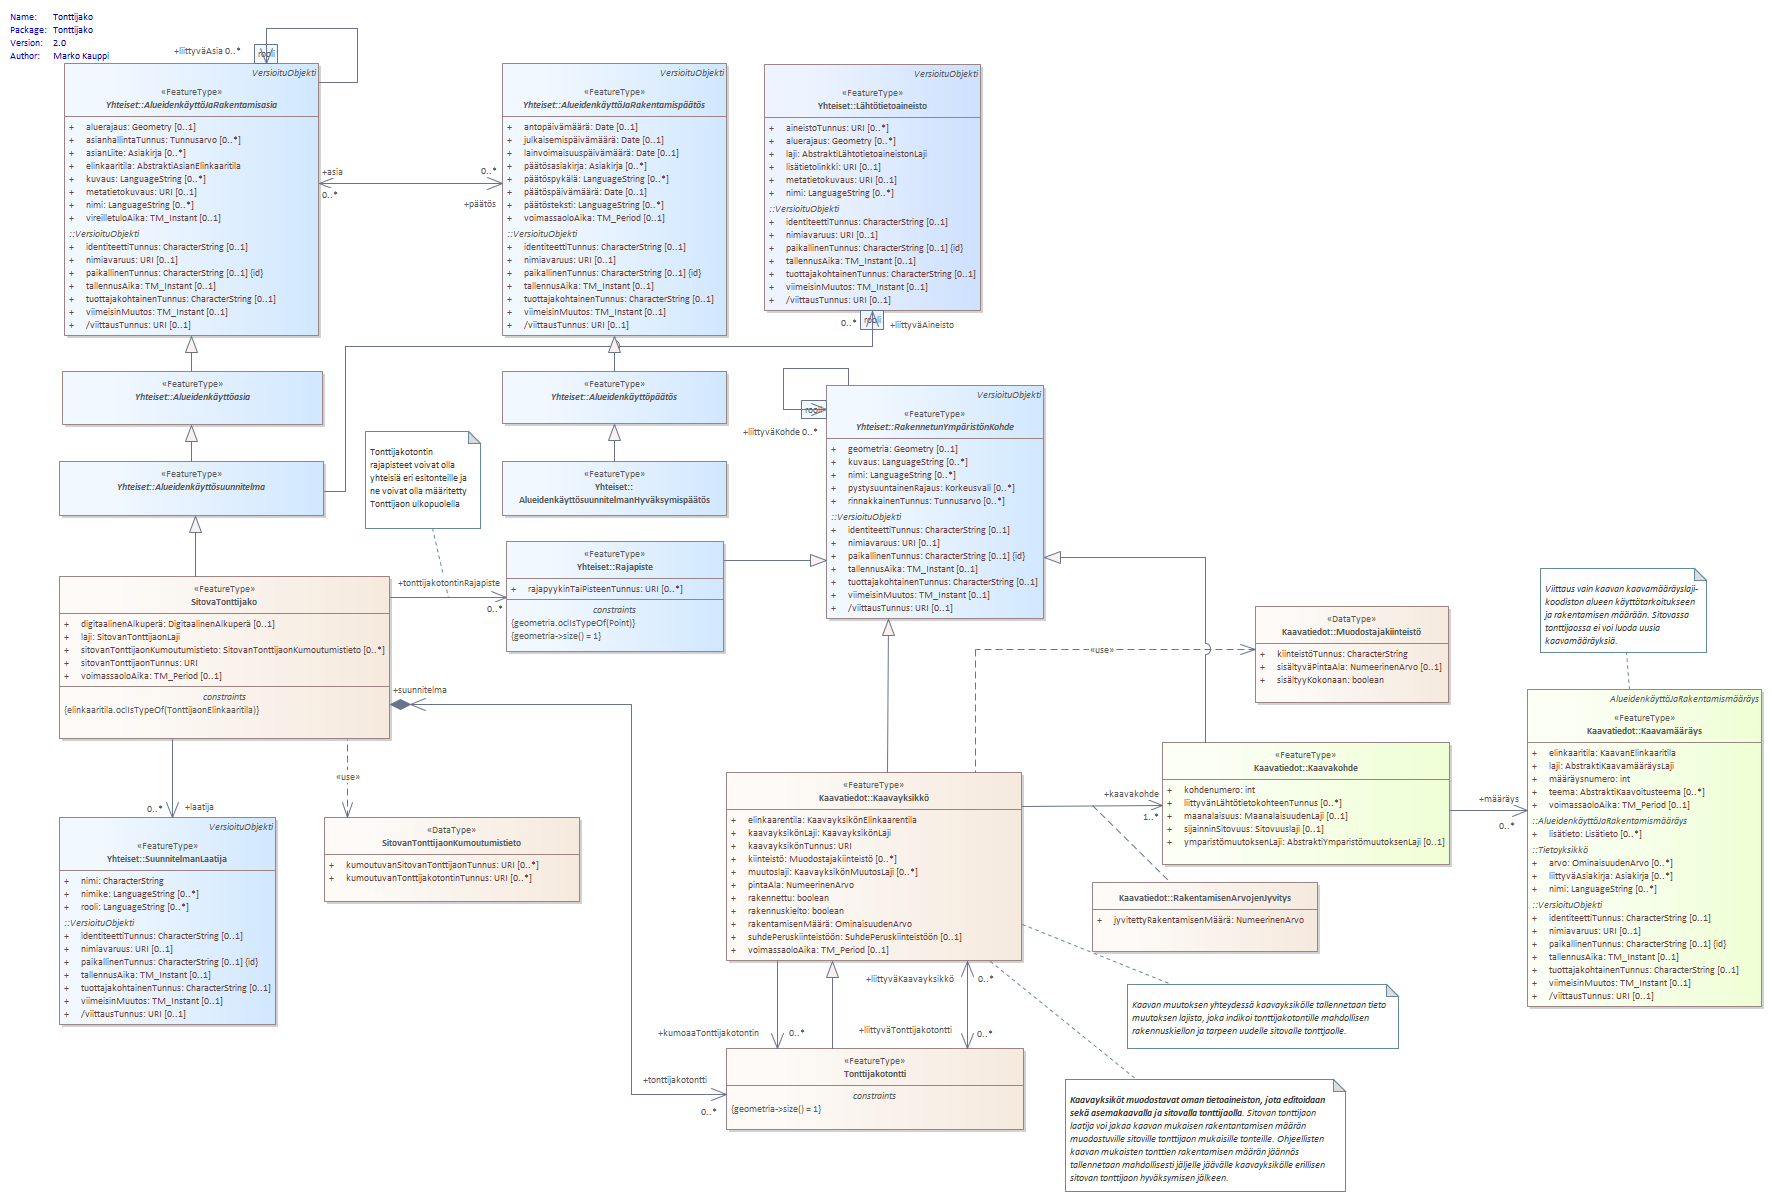 Name: Tonttijako
Package: Tonttijako
Version: 2.0
Author: Marko Kauppi
+liittyväAsia 0..*
rooli
VersioituObjekti
«FeatureType»
Yhteiset::AlueidenkäyttöJaRakentamisasia
+ aluerajaus: Geometry [0..1]
+ asianhallintaTunnus: Tunnusarvo [0..*]
+ asianLiite: Asiakirja [0..*]
+ elinkaaritila: AbstraktiAsianElinkaaritila
+ kuvaus: LanguageString [0..*]
+ metatietokuvaus: URI [0..1]
+ nimi: LanguageString [0..*]
+ vireilletuloAika: TM_Instant [0..1]
::VersioituObjekti
+ identiteettiTunnus: CharacterString [0..1]
+ nimiavaruus: URI [0..1]
+ paikallinenTunnus: CharacterString [0..1] {id}
+ tallennusAika: TM_Instant [0..1]
+ tuottajakohtainenTunnus: CharacterString [0..1]
+ viimeisinMuutos: TM_Instant [0..1]
+ /viittausTunnus: URI [0..1]
+asia
0..*
0..*
+päätös
VersioituObjekti
«FeatureType»
Yhteiset::AlueidenkäyttöJaRakentamispäätös
+ antopäivämäärä: Date [0..1]
+ julkaisemispäivämäärä: Date [0..1]
+ lainvoimaisuuspäivämäärä: Date [0..1]
+ päätösasiakirja: Asiakirja [0..*]
+ päätöspykälä: LanguageString [0..*]
+ päätöspäivämäärä: Date [0..1]
+ päätösteksti: LanguageString [0..*]
+ voimassaoloAika: TM_Period [0..1]
::VersioituObjekti
+ identiteettiTunnus: CharacterString [0..1]
+ nimiavaruus: URI [0..1]
+ paikallinenTunnus: CharacterString [0..1] {id}
+ tallennusAika: TM_Instant [0..1]
+ tuottajakohtainenTunnus: CharacterString [0..1]
+ viimeisinMuutos: TM_Instant [0..1]
+ /viittausTunnus: URI [0..1]
VersioituObjekti
«FeatureType»
Yhteiset::Lähtötietoaineisto
+ aineistoTunnus: URI [0..*]
+ aluerajaus: Geometry [0..*]
+ laji: AbstraktiLähtotietoaineistonLaji
+ lisätietolinkki: URI [0..1]
+ metatietokuvaus: URI [0..1]
+ nimi: LanguageString [0..*]
::VersioituObjekti
+ identiteettiTunnus: CharacterString [0..1]
+ nimiavaruus: URI [0..1]
+ paikallinenTunnus: CharacterString [0..1] {id}
+ tallennusAika: TM_Instant [0..1]
+ tuottajakohtainenTunnus: CharacterString [0..1]
+ viimeisinMuutos: TM_Instant [0..1]
+ /viittausTunnus: URI [0..1]
0..*
rooli
+liittyväAineisto
«FeatureType»
Yhteiset::Alueidenkäyttöasia
«FeatureType»
Yhteiset::Alueidenkäyttöpäätös
«FeatureType»
Yhteiset::Alueidenkäyttösuunnitelma
Tonttijakotontin
rajapisteet voivat olla
yhteisiä eri esitonteille ja
ne voivat olla määritetty
Tonttijaon ulkopuolella
«FeatureType»
Yhteiset::
AlueidenkäyttösuunnitelmanHyväksymispäätös
rooli
+liittyväKohde 0..*
VersioituObjekti
«FeatureType»
Yhteiset::RakennetunYmpäristönKohde
+ geometria: Geometry [0..1]
+ kuvaus: LanguageString [0..*]
+ nimi: LanguageString [0..*]
+ pystysuuntainenRajaus: Korkeusvali [0..*]
+ rinnakkainenTunnus: Tunnusarvo [0..*]
::VersioituObjekti
+ identiteettiTunnus: CharacterString [0..1]
+ nimiavaruus: URI [0..1]
+ paikallinenTunnus: CharacterString [0..1] {id}
+ tallennusAika: TM_Instant [0..1]
+ tuottajakohtainenTunnus: CharacterString [0..1]
+ viimeisinMuutos: TM_Instant [0..1]
+ /viittausTunnus: URI [0..1]
«FeatureType»
SitovaTonttijako
+ digitaalinenAlkuperä: DigitaalinenAlkuperä [0..1]
+ laji: SitovanTonttijaonLaji
+ sitovanTonttijaonKumoutumistieto: SitovanTonttijaonKumoutumistieto [0..*]
+ sitovanTonttijaonTunnus: URI
+ voimassaoloAika: TM_Period [0..1]
constraints
{elinkaaritila.oclIsTypeOf(TonttijaonElinkaaritila)}
+tonttijakotontinRajapiste
0..*
«FeatureType»
Yhteiset::Rajapiste
+ rajapyykinTaiPisteenTunnus: URI [0..*]
constraints
{geometria.oclIsTypeOf(Point)}
{geometria->size() = 1}
«use»
«DataType»
Kaavatiedot::Muodostajakiinteistö
+ kiinteistöTunnus: CharacterString
+ sisältyväPintaAla: NumeerinenArvo [0..1]
+ sisältyyKokonaan: boolean
Viittaus vain kaavan kaavamääräyslaji-
koodiston alueen käyttötarkoitukseen
ja rakentamisen määrään. Sitovassa
tonttijaossa ei voi luoda uusia
kaavamääräyksiä.
+suunnitelma
«use»
0..*
+laatija
VersioituObjekti
«FeatureType»
Yhteiset::SuunnitelmanLaatija
+ nimi: CharacterString
+ nimike: LanguageString [0..*]
+ rooli: LanguageString [0..*]
::VersioituObjekti
+ identiteettiTunnus: CharacterString [0..1]
+ nimiavaruus: URI [0..1]
+ paikallinenTunnus: CharacterString [0..1] {id}
+ tallennusAika: TM_Instant [0..1]
+ tuottajakohtainenTunnus: CharacterString [0..1]
+ viimeisinMuutos: TM_Instant [0..1]
+ /viittausTunnus: URI [0..1]
«DataType»
SitovanTonttijaonKumoutumistieto
+ kumoutuvanSitovanTonttijaonTunnus: URI [0..*]
+ kumoutuvanTonttijakotontinTunnus: URI [0..*]
«FeatureType»
Kaavatiedot::Kaavayksikkö
+ elinkaarentila: KaavayksikönElinkaarentila
+ kaavayksikönLaji: KaavayksikönLaji
+ kaavayksikönTunnus: URI
+ kiinteistö: Muodostajakiinteistö [0..*]
+ muutoslaji: KaavayksikönMuutosLaji [0..*]
+ pintaAla: NumeerinenArvo
+ rakennettu: boolean
+ rakennuskielto: boolean
+ rakentamisenMäärä: OminaisuudenArvo
+ suhdePeruskiinteistöön: SuhdePeruskiinteistöön [0..1]
+ voimassaoloAika: TM_Period [0..1]
+kaavakohde
1..*
«FeatureType»
Kaavatiedot::Kaavakohde
+ kohdenumero: int
+ liittyvänLähtötietokohteenTunnus [0..*]
+ maanalaisuus: MaanalaisuudenLaji [0..1]
+ sijainninSitovuus: Sitovuuslaji [0..1]
+ ymparistömuutoksenLaji: AbstraktiYmparistömuutoksenLaji [0..1]
+määräys
0..*
AlueidenkäyttöJaRakentamismääräys
«FeatureType»
Kaavatiedot::Kaavamääräys
+ elinkaaritila: KaavanElinkaaritila
+ laji: AbstraktiKaavamääräysLaji
+ määräysnumero: int
+ teema: AbstraktiKaavoitusteema [0..*]
+ voimassaoloAika: TM_Period [0..1]
::AlueidenkäyttöJaRakentamismääräys
+ lisätieto: Lisätieto [0..*]
::Tietoyksikkö
+ arvo: OminaisuudenArvo [0..*]
+ liittyväAsiakirja: Asiakirja [0..*]
+ nimi: LanguageString [0..*]
::VersioituObjekti
+ identiteettiTunnus: CharacterString [0..1]
+ nimiavaruus: URI [0..1]
+ paikallinenTunnus: CharacterString [0..1] {id}
+ tallennusAika: TM_Instant [0..1]
+ tuottajakohtainenTunnus: CharacterString [0..1]
+ viimeisinMuutos: TM_Instant [0..1]
+ /viittausTunnus: URI [0..1]
Kaavatiedot::RakentamisenArvojenJyvitys
+ jyvitettyRakentamisenMäärä: NumeerinenArvo
+liittyväKaavayksikkö
0..*
+kumoaaTonttijakotontin
0..*
+liittyväTonttijakotontti
0..*
Kaavan muutoksen yhteydessä kaavayksikölle tallennetaan tieto
muutoksen lajista, joka indikoi tonttijakotontille mahdollisen
rakennuskiellon ja tarpeen uudelle sitovalle tonttjaolle.
+tonttijakotontti
0..*
«FeatureType»
Tonttijakotontti
constraints
{geometria->size() = 1}
Kaavayksiköt muodostavat oman tietoaineiston, jota editoidaan
sekä asemakaavalla ja sitovalla tonttijaolla. Sitovan tonttijaon
laatija voi jakaa kaavan mukaisen rakentantamisen määrän
muodostuville sitoville tonttijaon mukaisille tonteille. Ohjeellisten
kaavan mukaisten tonttien rakentamisen määrän jäännös
tallennetaan mahdollisesti jäljelle jäävälle kaavayksikölle erillisen
sitovan tonttijaon hyväksymisen jälkeen.